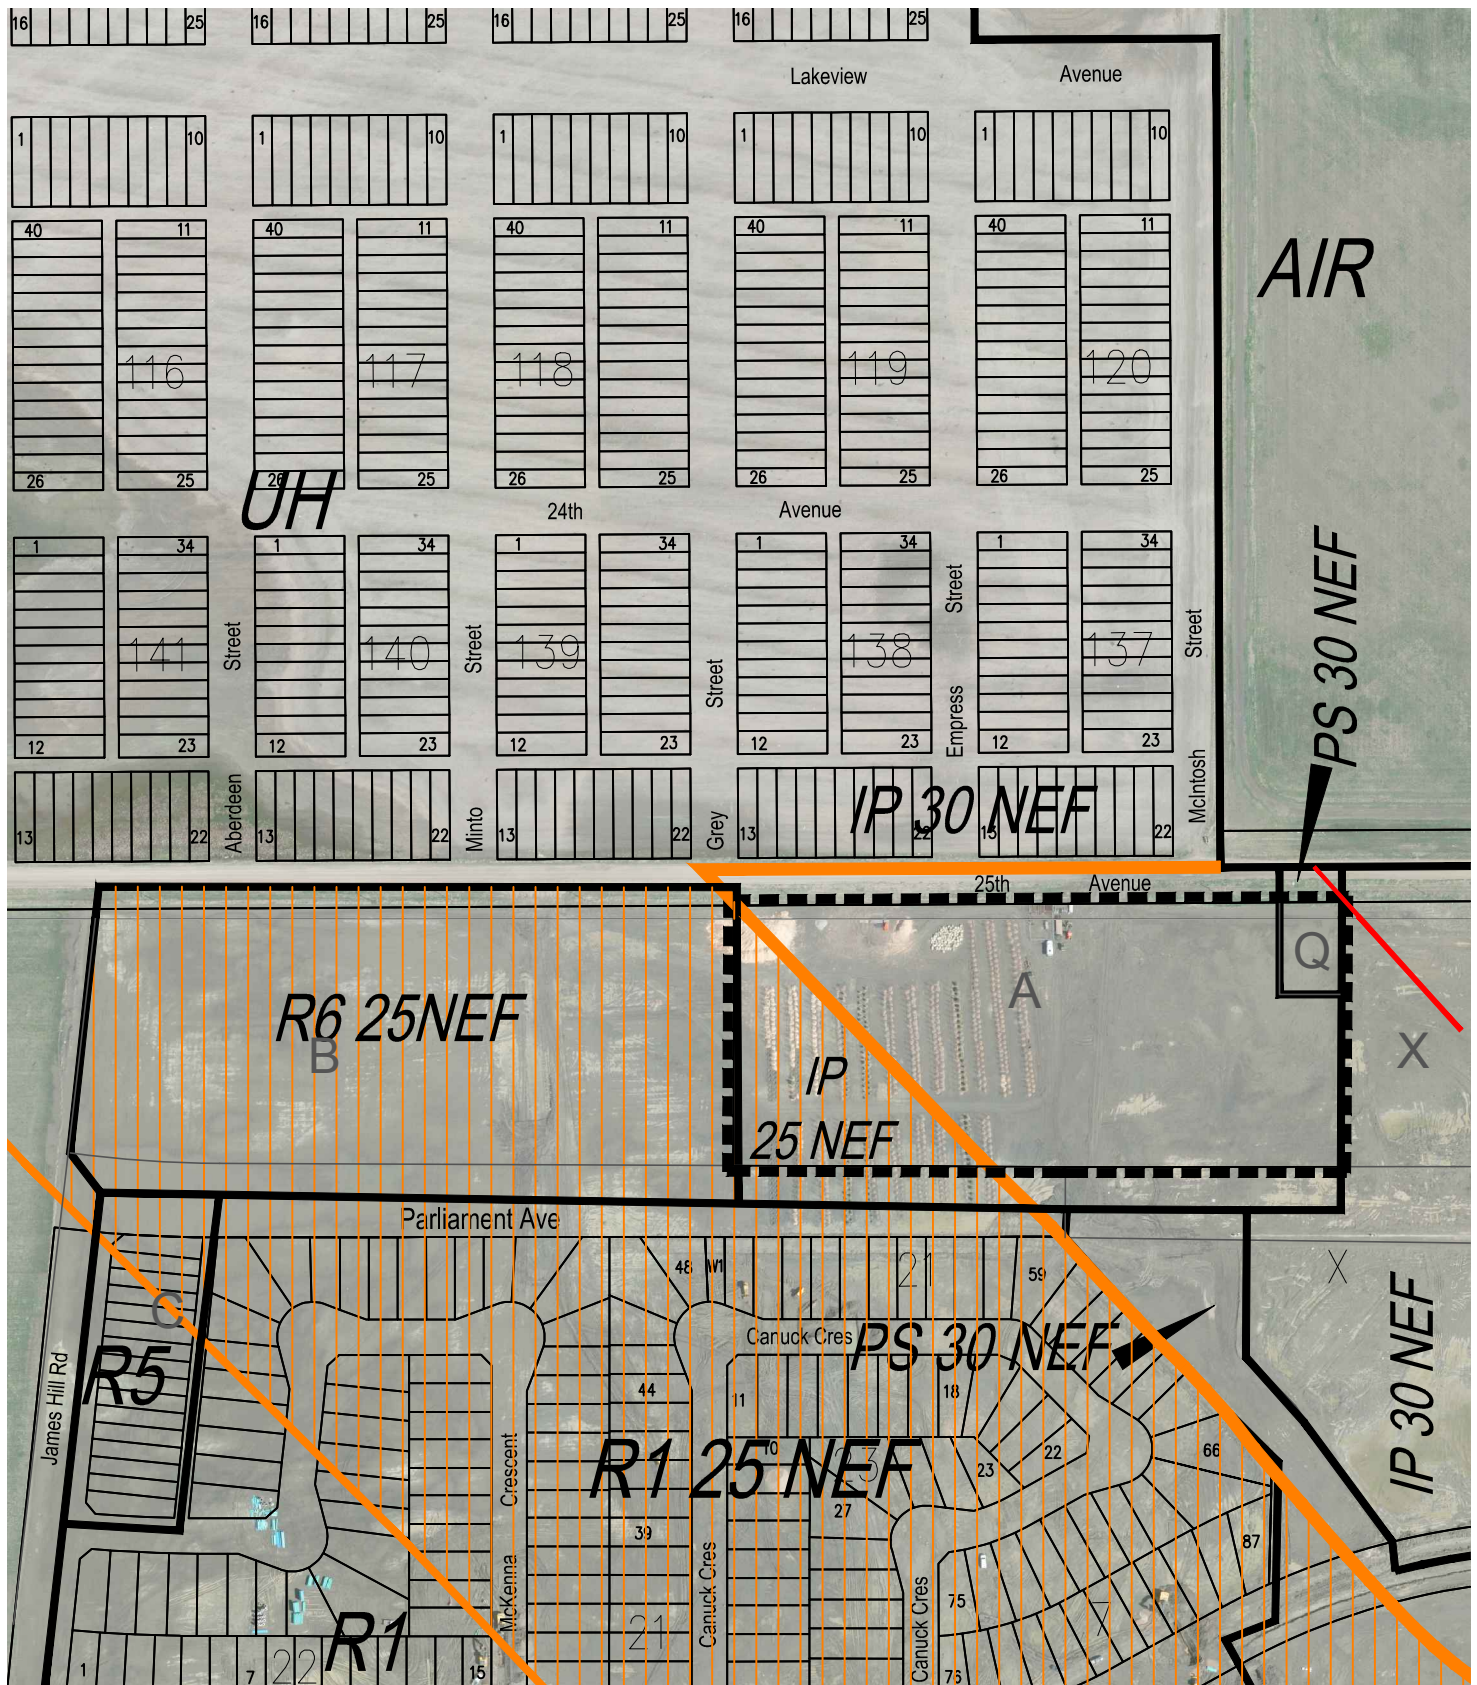 16 25 16 25 16 25 16 25
Lakeview Avenue
1 10 1 10 1 10 1 10 1 10
40 11 40 11 40 11 40 11 40 11
AIR
116 117 118 119 120
26 25 26 25 26 25 26 25 26 25
UH
24th Avenue
1 34 1 34 1 34 1 34 1 34
PS 30 NEF
141 140 139 138 137
12 23 12 23 12 23 12 23 12 23
Aberdeen Street
Minto Street
Grey Street
Empress Street
McIntosh Street
IP 30 NEF
13 22 13 22 13 22 13 22 13 22
25th Avenue
Q
A
X
R6 25NEF
B
IP
25 NEF
Parliament Ave
48 W1 21 59 X
C
Canuck Cres
PS 30 NEF
IP 30 NEF
R5
James Hill Rd
44 11 18
R1 25 NEF
10 23 23 22 66
McKenna Crescent
39 27 87
Canuck Cres
Canuck Cres
75
21 7
R1
1 7 22 15 76